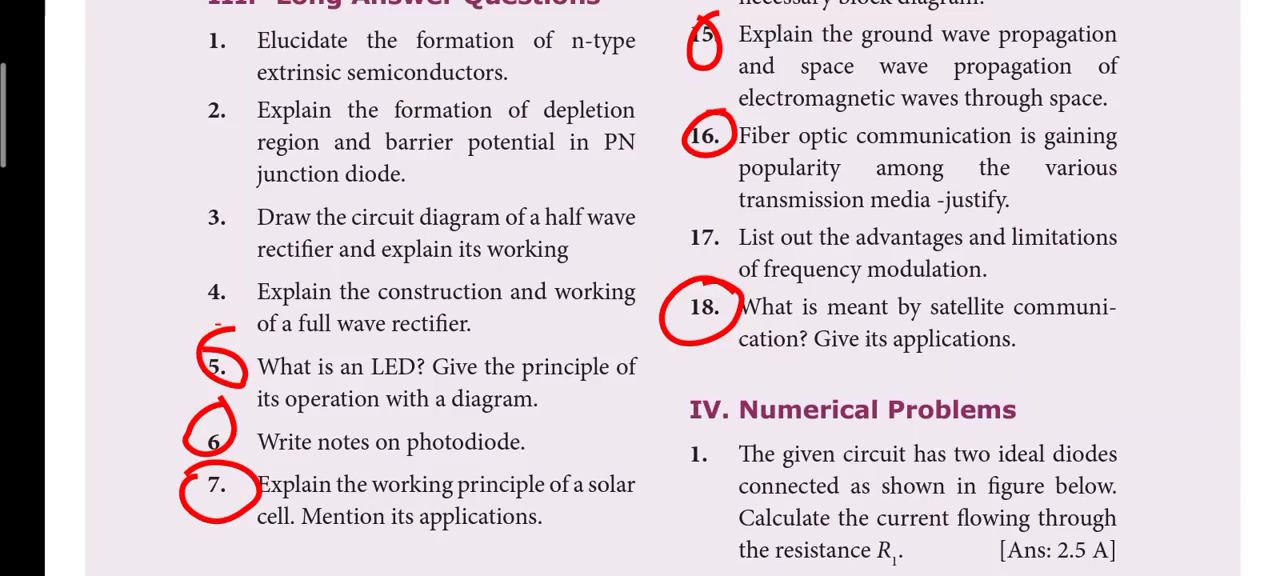 III. Long Answer Questions
1. Elucidate the formation of n-type
extrinsic semiconductors.
2. Explain the formation of depletion
region and barrier potential in PN
junction diode.
3. Draw the circuit diagram of a half wave
rectifier and explain its working
4. Explain the construction and working
of a full wave rectifier.
5. What is an LED? Give the principle of
its operation with a diagram.
6 Write notes on photodiode.
7. Explain the working principle of a solar
cell. Mention its applications.
necessary block diagram.
15. Explain the ground wave propagation
and space wave propagation of
electromagnetic waves through space.
16. Fiber optic communication is gaining
popularity among the various
transmission media -justify.
17. List out the advantages and limitations
of frequency modulation.
18. What is meant by satellite communi-
cation? Give its applications.
IV. Numerical Problems
1. The given circuit has two ideal diodes
connected as shown in figure below.
Calculate the current flowing through
the resistance R1. [Ans: 2.5 A]